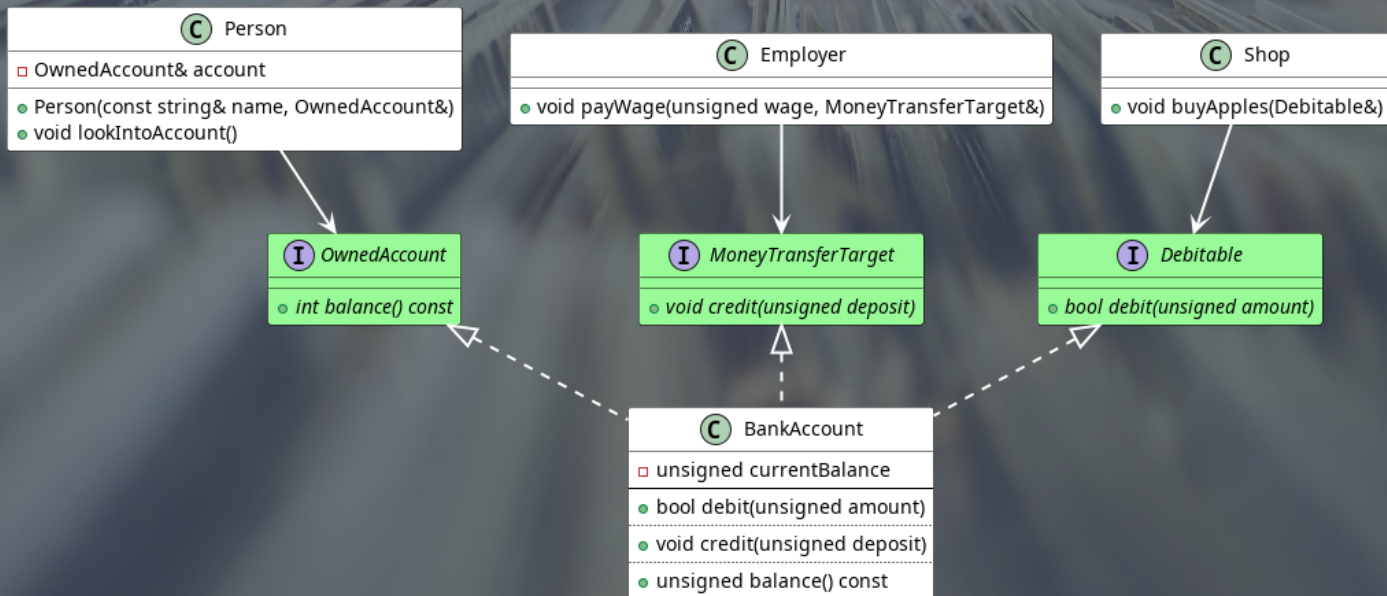 C Person
OwnedAccount& account
Person(const string& name, OwnedAccount&)
void lookIntoAccount()
C Employer
void payWage(unsigned wage, MoneyTransferTarget&)
C Shop
void buyApples(Debitable&)
I OwnedAccount
int balance() const
I MoneyTransferTarget
void credit(unsigned deposit)
I Debitable
bool debit(unsigned amount)
C BankAccount
unsigned currentBalance
bool debit(unsigned amount)
void credit(unsigned deposit)
unsigned balance() const